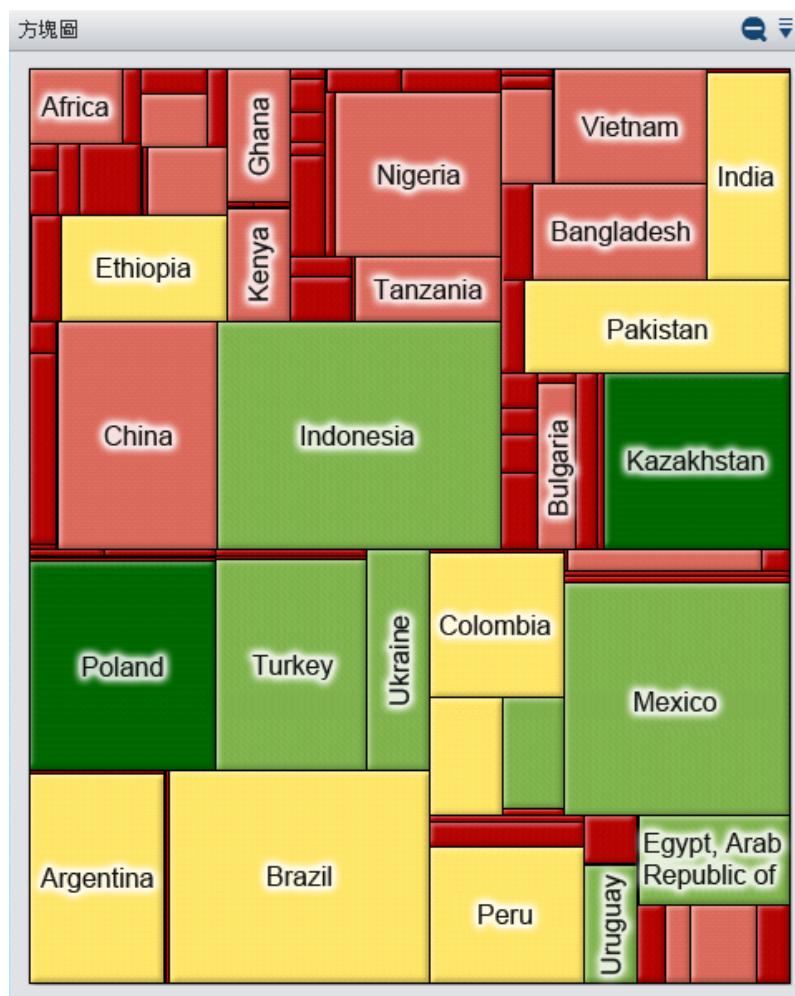 方塊圖
Africa
Ghana
Nigeria
Vietnam
India
Bangladesh
Ethiopia
Kenya
Tanzania
Pakistan
China
Indonesia
Bulgaria
Kazakhstan
Poland
Turkey
Ukraine
Colombia
Mexico
Argentina
Brazil
Peru
Uruguay
Egypt, Arab
Republic of